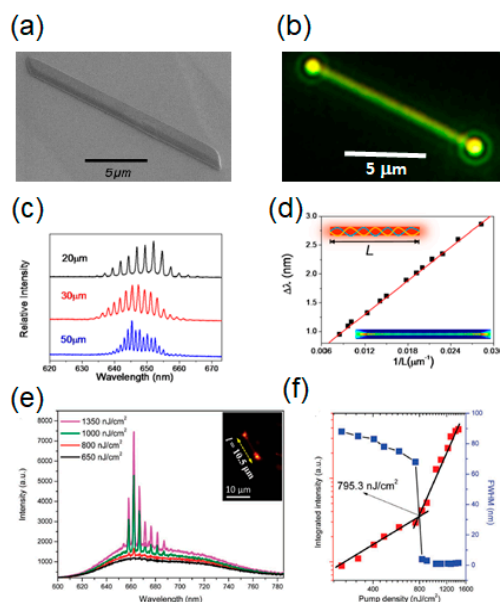 (a)
(b)
5μm
5 μm
(c)
(d)
20μm
30μm
50μm
Relative Intensity
620 630 640 650 660 670
Wavelength (nm)
3.0
2.5
2.0
1.5
1.0
Δλ (nm)
L
0.006 0.012 0.018 0.024 0.030
1/L(μm⁻¹)
(e)
(f)
1350 nJ/cm²
1000 nJ/cm²
800 nJ/cm²
650 nJ/cm²
l = 10.5 μm
10 μm
8000
7000
6000
5000
4000
3000
2000
1000
Intensity (a.u.)
600 620 640 660 680 700 720 740 760 780
Wavelength (nm)
795.3 nJ/cm²
Integrated intensity (a.u.)
100
80
60
40
20
0
FWHM (nm)
400 800 1200 1600
Pump density (nJ/cm²)